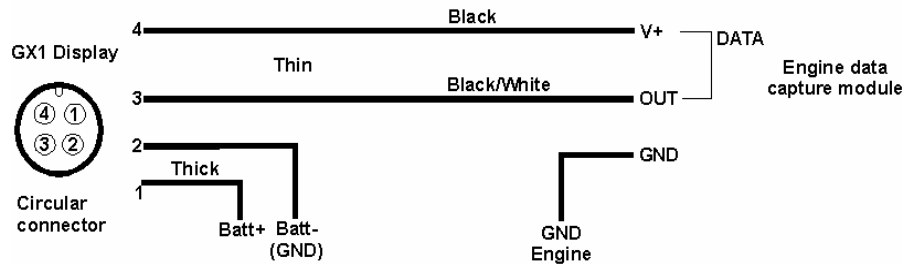 4
Black
V+
DATA
GX1 Display
Thin
Engine data
capture module
4 1
3 2
3
Black/White
OUT
2
GND
Thick
1
Circular
connector
Batt+
Batt-
(GND)
GND
Engine